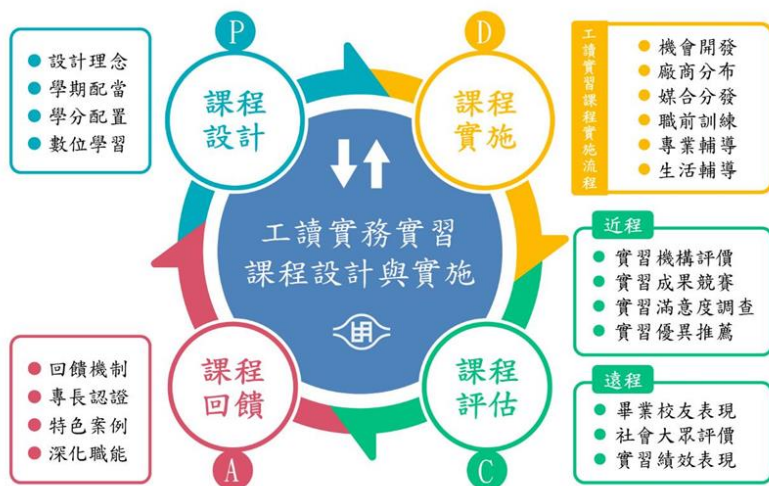 P
課程
設計
設計理念
學期配當
學分配置
數位學習
D
課程
實施
工讀實習課程實施流程
機會開發
廠商分布
媒合分發
職前訓練
專業輔導
生活輔導
工讀實務實習
課程設計與實施
近程
實習機構評價
實習成果競賽
實習滿意度調查
實習優異推薦
遠程
畢業校友表現
社會大眾評價
實習績效表現
課程
評估
C
課程
回饋
A
回饋機制
專長認證
特色案例
深化職能